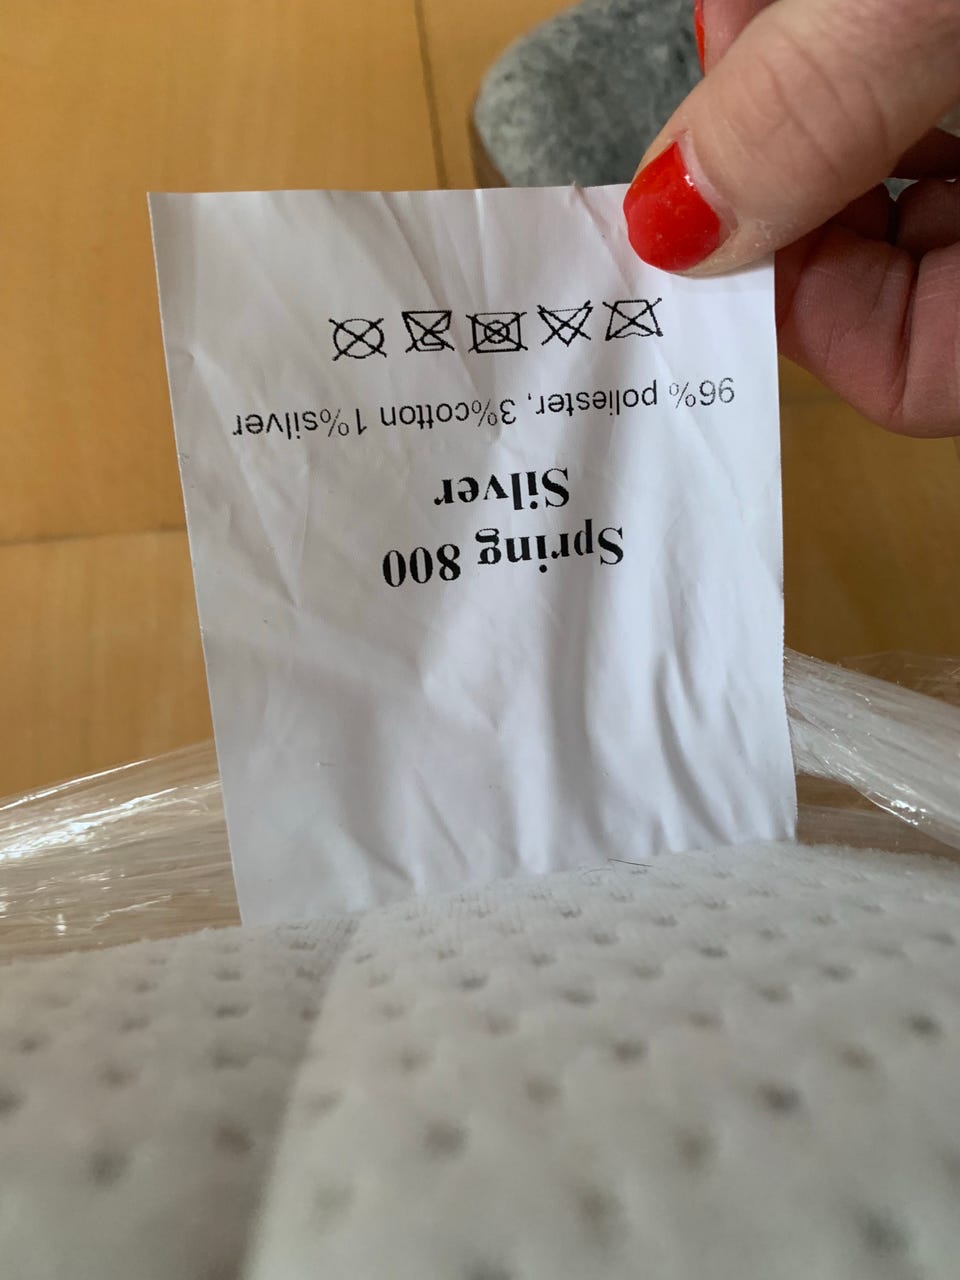 Spring 800
Silver
96% poliester, 3%cotton 1%silver